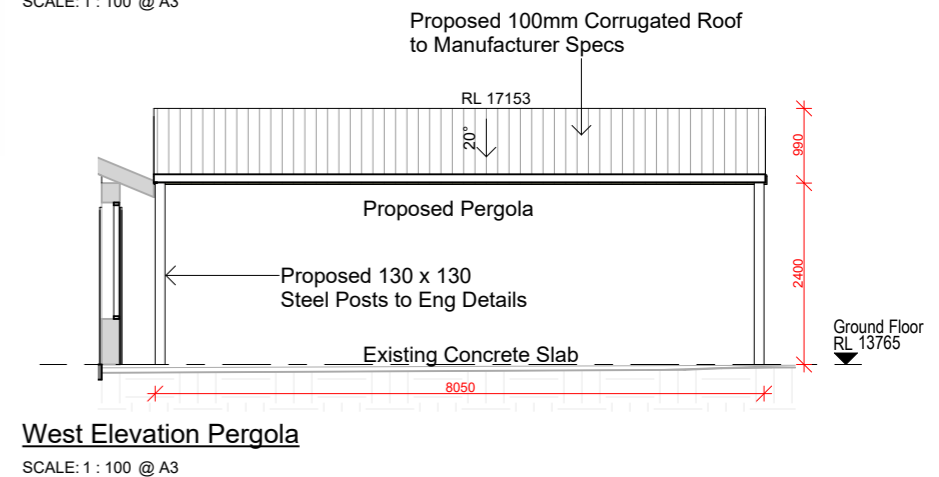 SCALE: 1 : 100 @ A3
Proposed 100mm Corrugated Roof
to Manufacturer Specs
RL 17153
20°
990
Proposed Pergola
2400
Proposed 130 x 130
Steel Posts to Eng Details
Ground Floor
RL 13765
Existing Concrete Slab
8050
West Elevation Pergola
SCALE: 1 : 100 @ A3